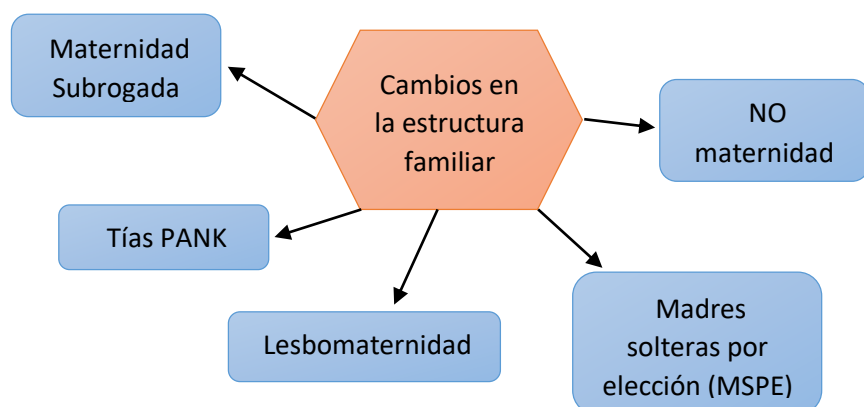 Maternidad
Subrogada
Cambios en
la estructura
familiar
NO
maternidad
Tías PANK
Lesbomaternidad
Madres
solteras por
elección (MSPE)